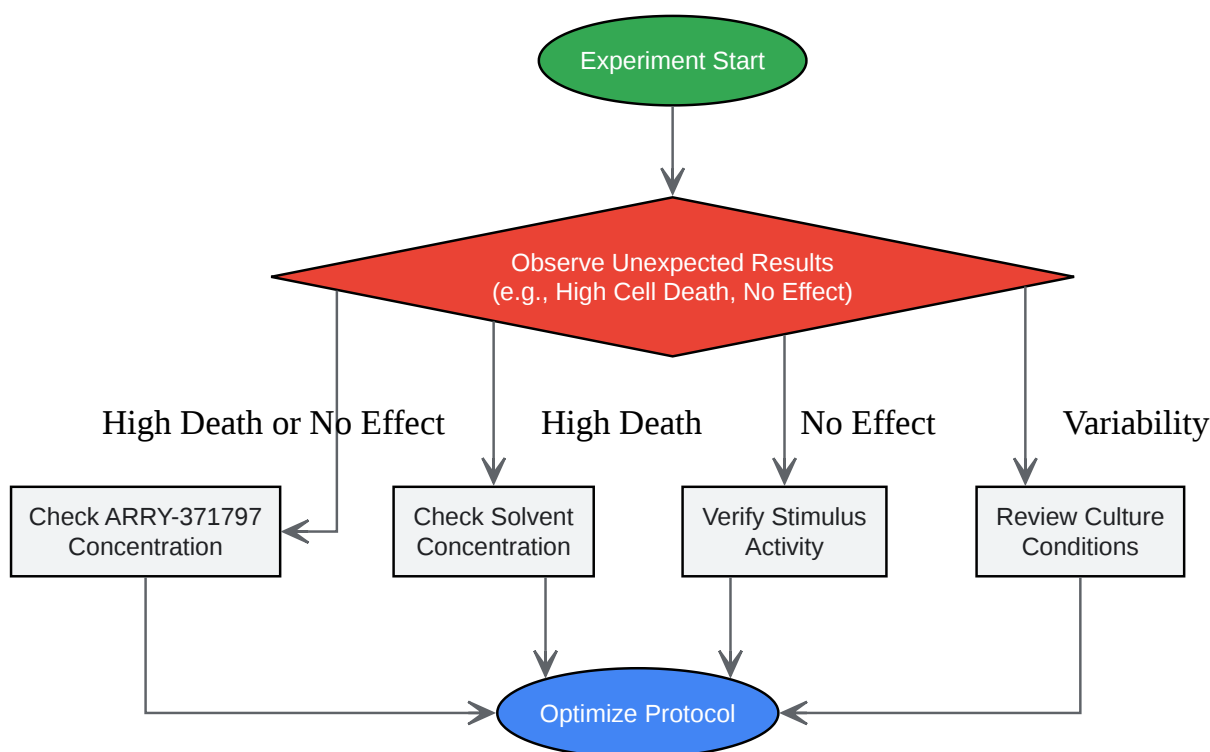 Experiment Start
Observe Unexpected Results
(e.g., High Cell Death, No Effect)
High Death or No Effect
High Death
No Effect
Variability
Check ARRY-371797
Concentration
Check Solvent
Concentration
Verify Stimulus
Activity
Review Culture
Conditions
Optimize Protocol